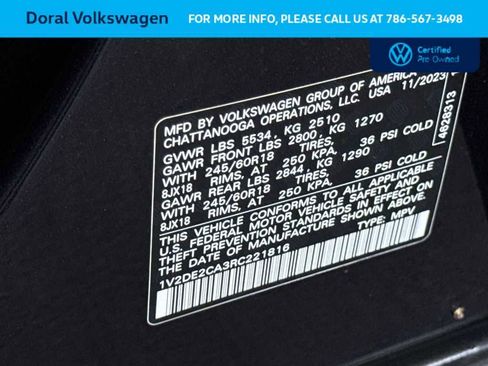 Doral Volkswagen
FOR MORE INFO, PLEASE CALL US AT 786-567-3498
Certified
Pre-Owned
MFD. BY VOLKSWAGEN GROUP OF AMERICA
CHATTANOOGA OPERATIONS, LLC. USA 11/2023
GVWR LBS 5534, KG 2510
GAWR FRONT LBS 2800, KG 1270
WITH 245/60R18 TIRES,
8JX18 RIMS, AT 250 KPA, 36 PSI COLD
GAWR REAR LBS 2844, KG 1290
WITH 245/60R18 TIRES,
8JX18 RIMS, AT 250 KPA, 36 PSI COLD
THIS VEHICLE CONFORMS TO ALL APPLICABLE
U.S. FEDERAL MOTOR VEHICLE SAFETY AND
THEFT PREVENTION STANDARDS IN EFFECT ON
THE DATE OF MANUFACTURE SHOWN ABOVE.
1V2DE2CA3RC221816 TYPE: MPV
4628313